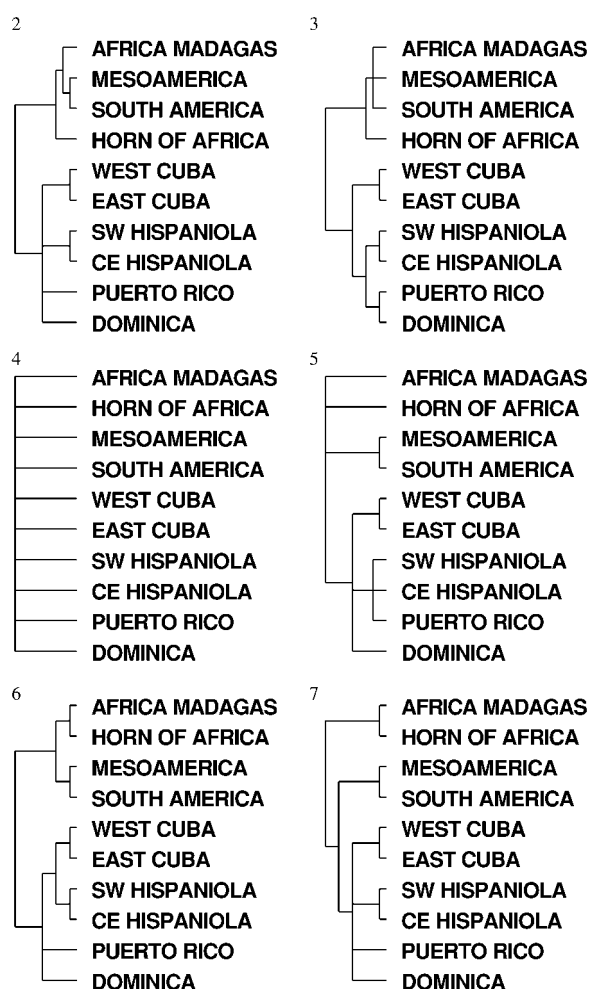 2
AFRICA MADAGAS
MESOAMERICA
SOUTH AMERICA
HORN OF AFRICA
WEST CUBA
EAST CUBA
SW HISPANIOLA
CE HISPANIOLA
PUERTO RICO
DOMINICA
3
AFRICA MADAGAS
MESOAMERICA
SOUTH AMERICA
HORN OF AFRICA
WEST CUBA
EAST CUBA
SW HISPANIOLA
CE HISPANIOLA
PUERTO RICO
DOMINICA
4
AFRICA MADAGAS
HORN OF AFRICA
MESOAMERICA
SOUTH AMERICA
WEST CUBA
EAST CUBA
SW HISPANIOLA
CE HISPANIOLA
PUERTO RICO
DOMINICA
5
AFRICA MADAGAS
HORN OF AFRICA
MESOAMERICA
SOUTH AMERICA
WEST CUBA
EAST CUBA
SW HISPANIOLA
CE HISPANIOLA
PUERTO RICO
DOMINICA
6
AFRICA MADAGAS
HORN OF AFRICA
MESOAMERICA
SOUTH AMERICA
WEST CUBA
EAST CUBA
SW HISPANIOLA
CE HISPANIOLA
PUERTO RICO
DOMINICA
7
AFRICA MADAGAS
HORN OF AFRICA
MESOAMERICA
SOUTH AMERICA
WEST CUBA
EAST CUBA
SW HISPANIOLA
CE HISPANIOLA
PUERTO RICO
DOMINICA